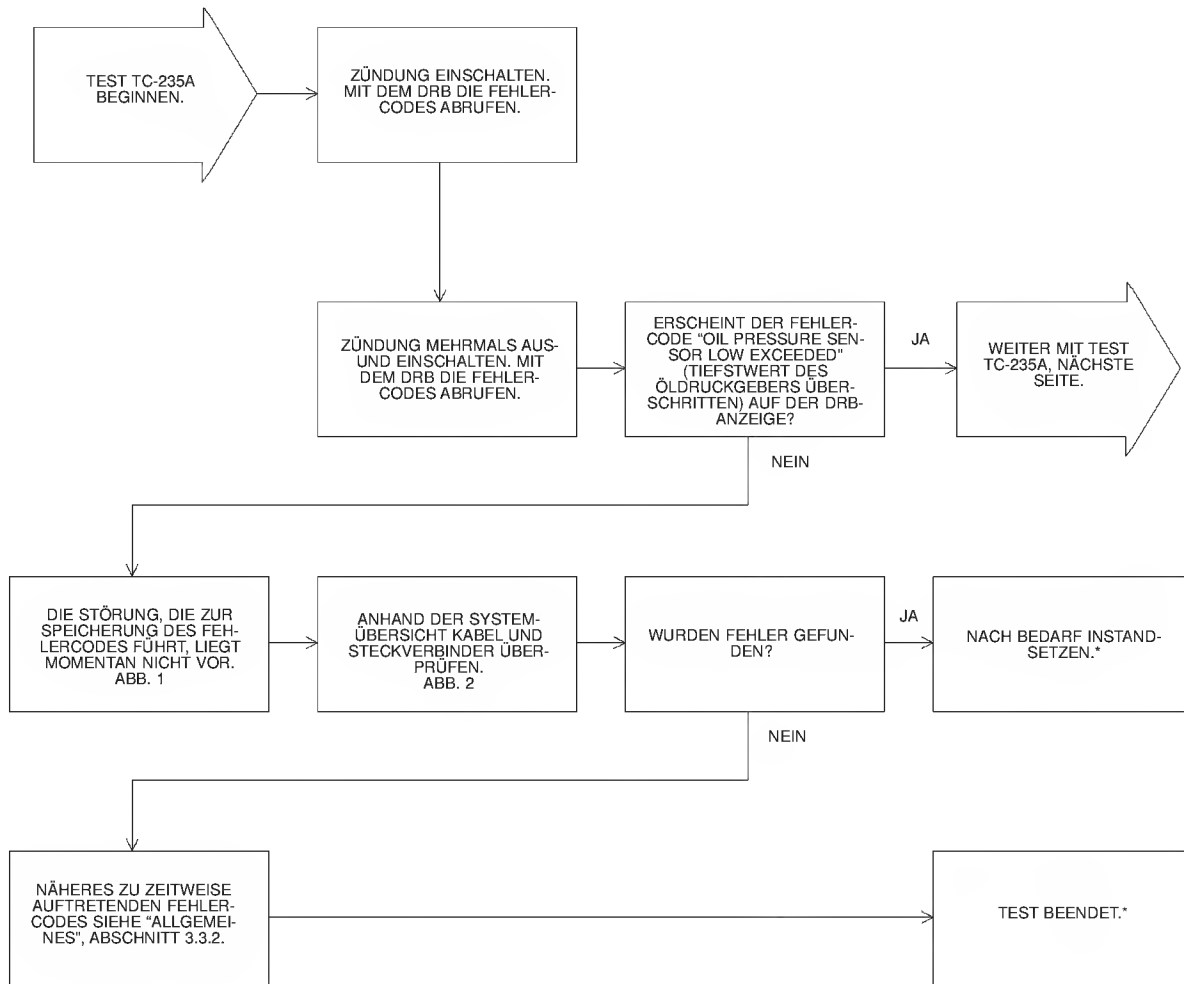 TEST TC-235A
BEGINNEN.
ZÜNDUNG EINSCHALTEN.
MIT DEM DRB DIE FEHLER-
CODES ABRUFEN.
ZÜNDUNG MEHRMALS AUS-
UND EINSCHALTEN. MIT
DEM DRB DIE FEHLER-
CODES ABRUFEN.
ERSCHEINT DER FEHLER-
CODE “OIL PRESSURE SEN-
SOR LOW EXCEEDED”
(TIEFSTWERT DES
ÖLDRUCKGEBERS ÜBER-
SCHRITTEN) AUF DER DRB-
ANZEIGE?
JA
WEITER MIT TEST
TC-235A, NÄCHSTE
SEITE.
NEIN
DIE STÖRUNG, DIE ZUR
SPEICHERUNG DES FEH-
LERCODES FÜHRT, LIEGT
MOMENTAN NICHT VOR.
ABB. 1
ANHAND DER SYSTEM-
ÜBERSICHT KABEL UND
STECKVERBINDER ÜBER-
PRÜFEN.
ABB. 2
WURDEN FEHLER GEFUN-
DEN?
JA
NACH BEDARF INSTAND-
SETZEN.*
NEIN
NÄHERES ZU ZEITWEISE
AUFTRETENDEN FEHLER-
CODES SIEHE “ALLGEMEI-
NES”, ABSCHNITT 3.3.2.
TEST BEENDET.*